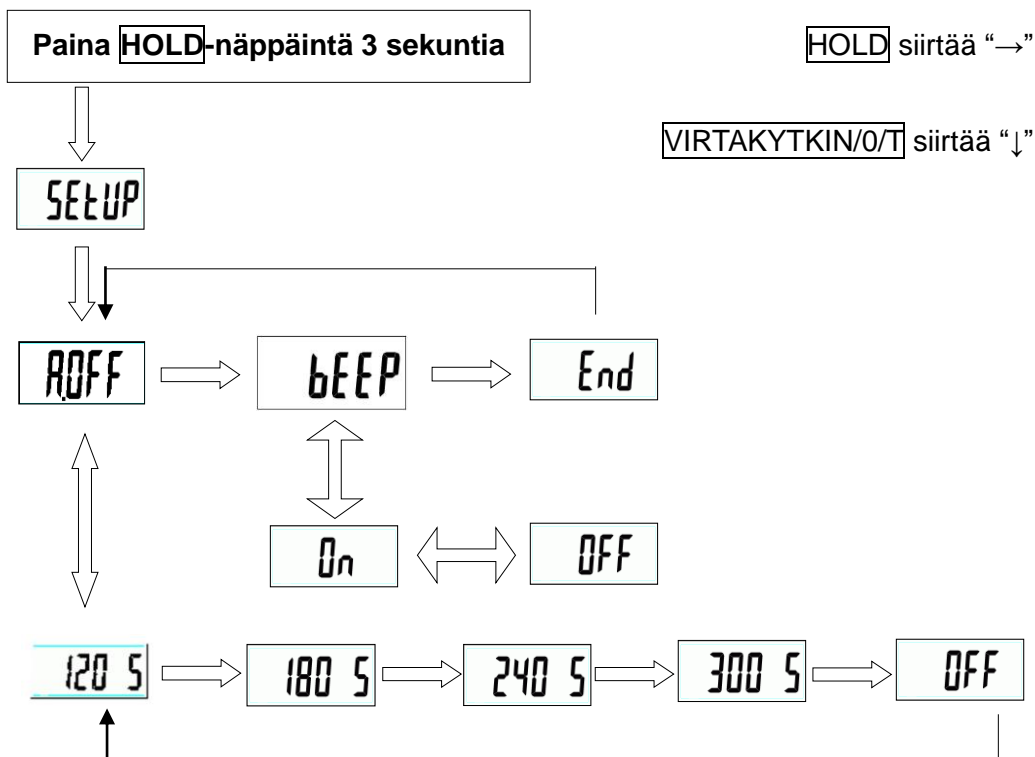 Paina HOLD-näppäintä 3 sekuntia
HOLD siirtää “→”
VIRTAKYTKIN/0/T siirtää “↓”
SEtUP
A.OFF
bEEP
End
On
OFF
120 S
180 S
240 S
300 S
OFF